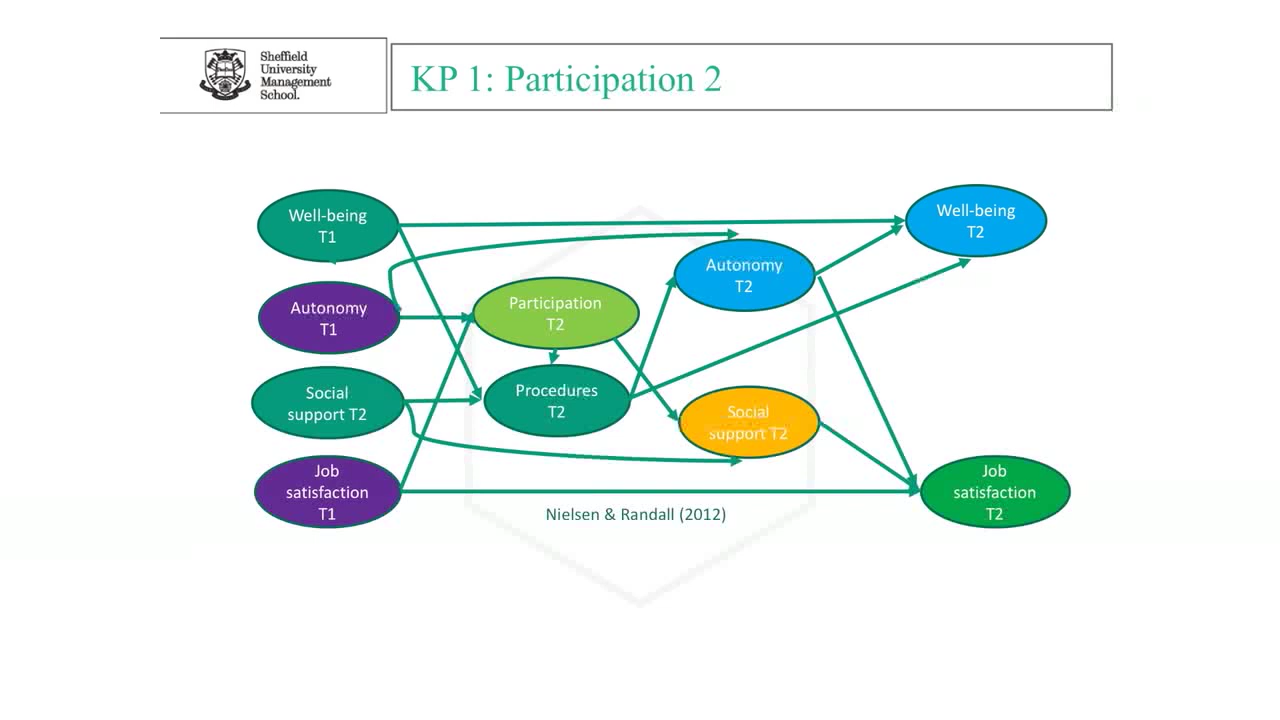 Sheffield
University
Management
School.
KP 1: Participation 2
Well-being
T1
Autonomy
T1
Social
support T2
Job
satisfaction
T1
Participation
T2
Procedures
T2
Autonomy
T2
Social
support T2
Well-being
T2
Job
satisfaction
T2
Nielsen & Randall (2012)